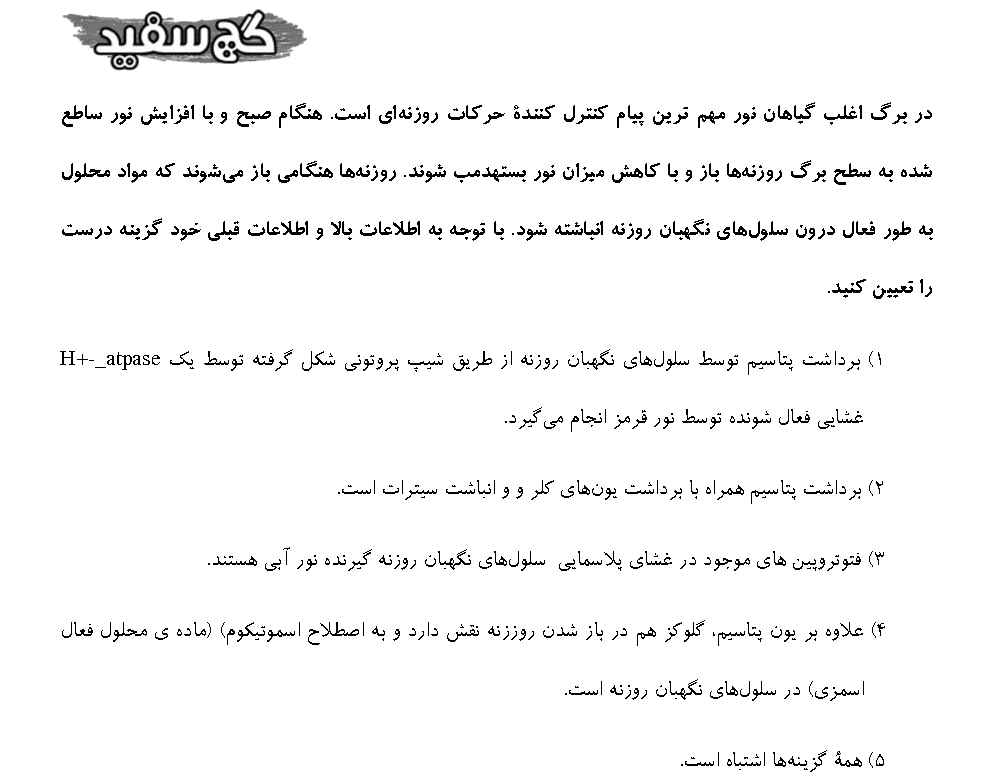 گچ سفید
در برگ اغلب گیاهان نور مهم ترین پیام کنترل کنندهٔ حرکات روزنه‌ای است. هنگام صبح و با افزایش نور ساطع
شده به سطح برگ روزنه‌ها باز و با کاهش میزان نور بستهدمب شوند. روزنه‌ها هنگامی باز می‌شوند که مواد محلول
به طور فعال درون سلول‌های نگهبان روزنه انباشته شود. با توجه به اطلاعات بالا و اطلاعات قبلی خود گزینه درست
را تعیین کنید.
۱) برداشت پتاسیم توسط سلول‌های نگهبان روزنه از طریق شیپ پروتونی شکل گرفته توسط یک H+-_atpase
غشایی فعال شونده توسط نور قرمز انجام می‌گیرد.
۲) برداشت پتاسیم همراه با برداشت یون‌های کلر و و انباشت سیترات است.
۳) فتوتروپین های موجود در غشای پلاسمایی سلول‌های نگهبان روزنه گیرنده نور آبی هستند.
۴) علاوه بر یون پتاسیم، گلوکز هم در باز شدن روززنه نقش دارد و به اصطلاح اسموتیکوم) (ماده ی محلول فعال
اسمزی) در سلول‌های نگهبان روزنه است.
۵) همهٔ گزینه‌ها اشتباه است.